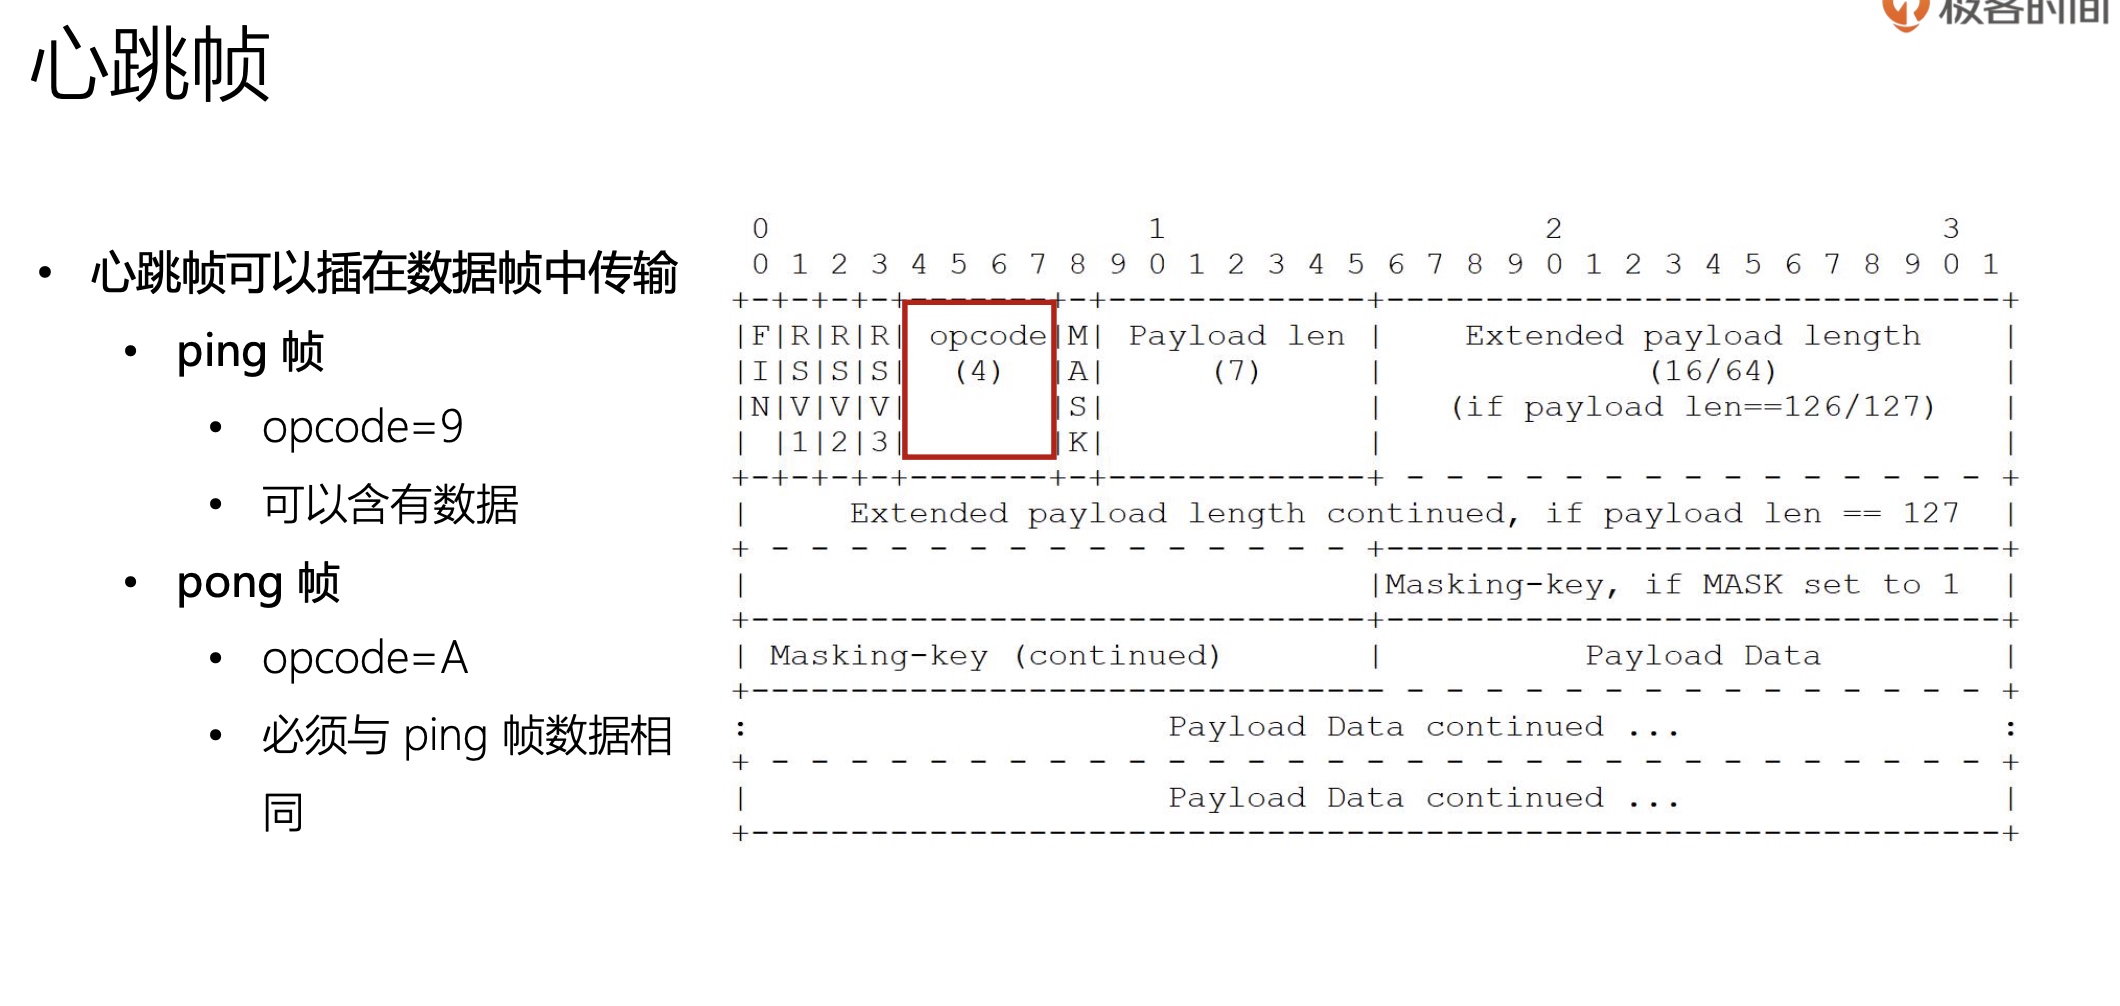 极客时间
心跳帧
• 心跳帧可以插在数据帧中传输
• ping 帧
• opcode=9
• 可以含有数据
• pong 帧
• opcode=A
• 必须与 ping 帧数据相
同
0                   1                   2                   3
0 1 2 3 4 5 6 7 8 9 0 1 2 3 4 5 6 7 8 9 0 1 2 3 4 5 6 7 8 9 0 1
+-+-+-+-+-------+-+-------------+-------------------------------+
|F|R|R|R| opcode|M| Payload len |    Extended payload length    |
|I|S|S|S|  (4)  |A|     (7)     |             (16/64)           |
|N|V|V|V|       |S|             |   (if payload len==126/127)   |
| |1|2|3|       |K|             |                               |
+-+-+-+-+-------+-+-------------+ - - - - - - - - - - - - - - - +
|     Extended payload length continued, if payload len == 127  |
+ - - - - - - - - - - - - - - - +-------------------------------+
|                               |Masking-key, if MASK set to 1  |
+-------------------------------+-------------------------------+
| Masking-key (continued)       |          Payload Data         |
+-------------------------------- - - - - - - - - - - - - - - - +
:                     Payload Data continued ...                :
+ - - - - - - - - - - - - - - - - - - - - - - - - - - - - - - - +
|                     Payload Data continued ...                |
+---------------------------------------------------------------+